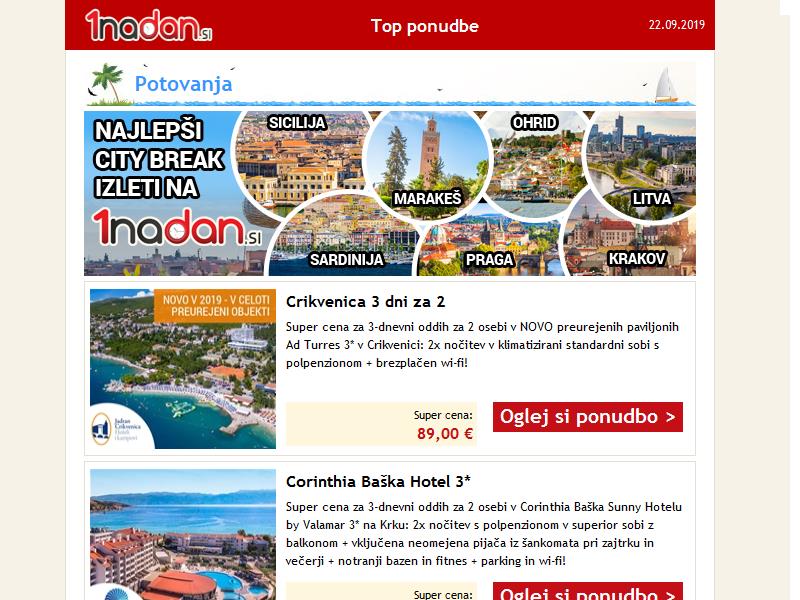 1nadan.SI
Top ponudbe
22.09.2019
Potovanja
NAJLEPŠI
CITY BREAK
IZLETI NA
1nadan.SI
SICILIJA
MARAKEŠ
OHRID
LITVA
SARDINIJA
PRAGA
KRAKOV
NOVO V 2019 - V CELOTI
PREUREJENI OBJEKTI
Jadran
Crikvenica
Hoteli
i kampovi
Crikvenica 3 dni za 2
Super cena za 3-dnevni oddih za 2 osebi v NOVO preurejenih paviljonih
Ad Turres 3* v Crikvenici: 2x nočitev v klimatizirani standardni sobi s
polpenzionom + brezplačen wi-fi!
Super cena:
89,00 €
Oglej si ponudbo >
Corinthia Baška Hotel 3*
Super cena za 3-dnevni oddih za 2 osebi v Corinthia Baška Sunny Hotelu
by Valamar 3* na Krku: 2x nočitev s polpenzionom v superior sobi z
balkonom + vključena neomejena pijača iz šankomata pri zajtrku in
večerji + notranji bazen in fitnes + parking in wi-fi!
Super cena:
Oglej si ponudbo >